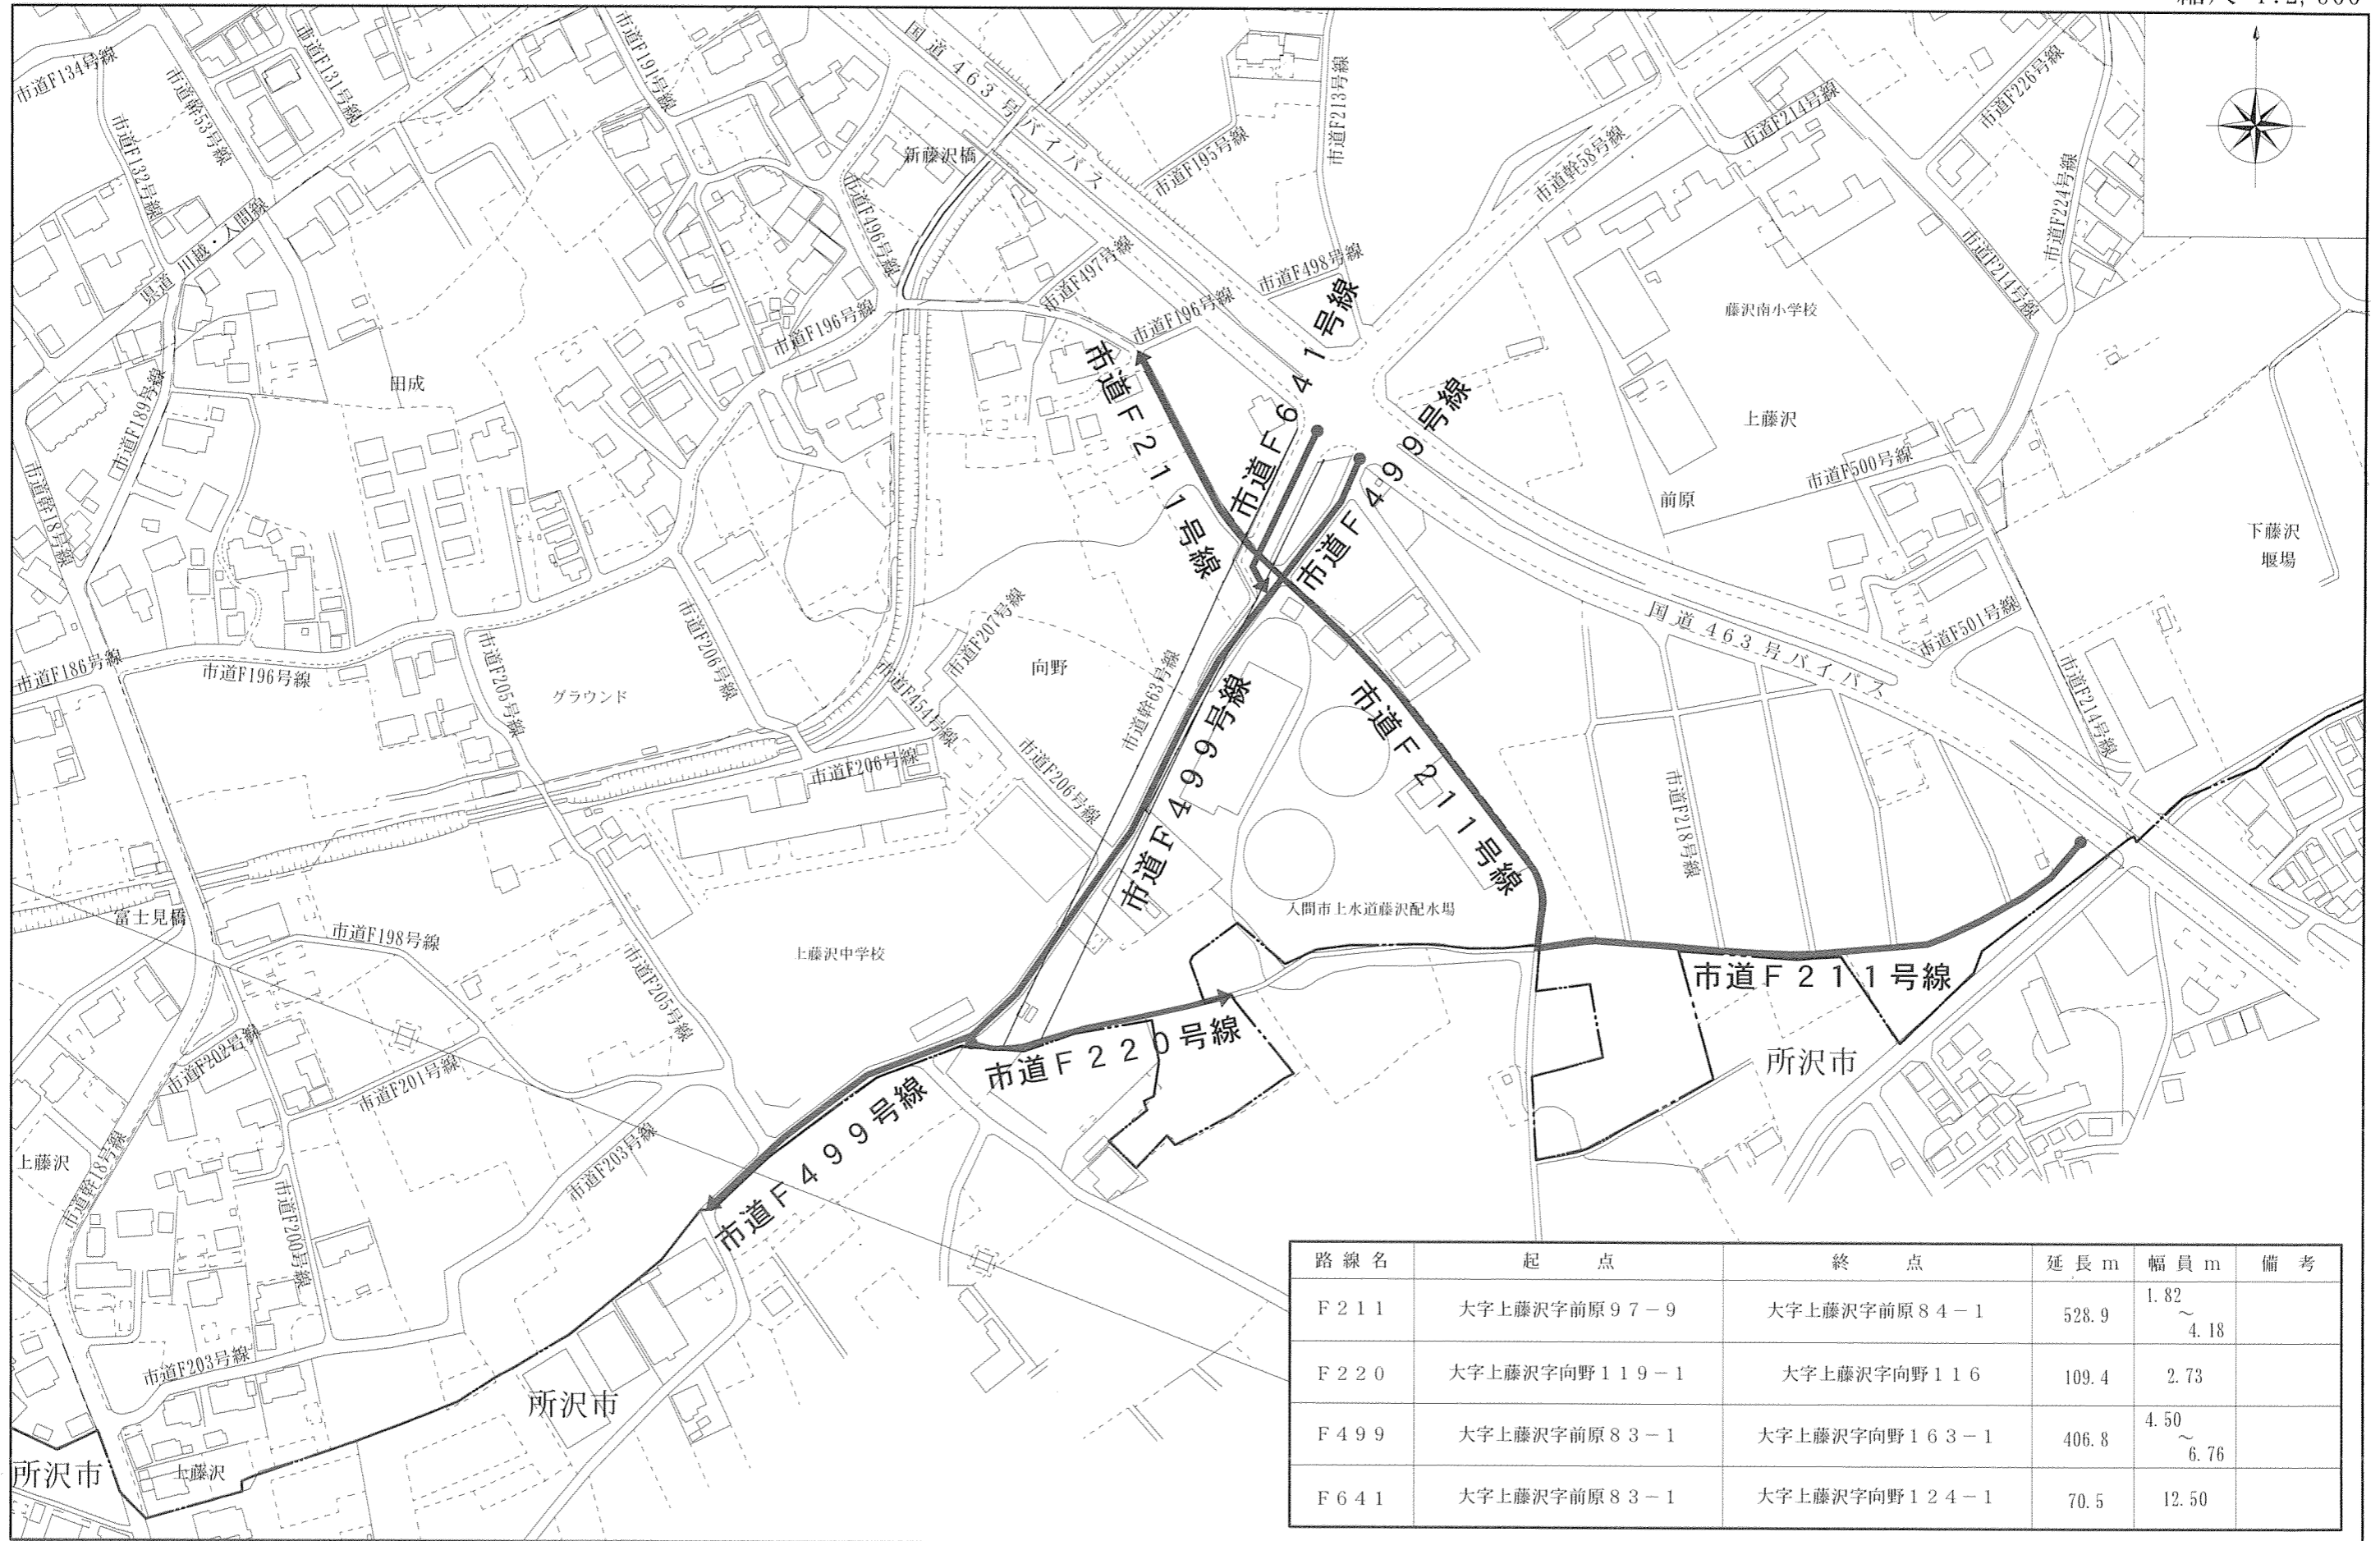 市道F134号線
市道幹53号線
市道F131号線
市道F132号線
市道F191号線
国道463号バイパス
新藤沢橋
市道F195号線
市道F213号線
市道幹58号線
市道F214号線
市道F226号線
市道F224号線
市道F214号線
県道 川越・入間線
市道F496号線
市道F497号線
市道F498号線
市道F196号線
市道F196号線
藤沢南小学校
市道F189号線
市道F211号線
市道F641号線
市道F499号線
上藤沢
市道F500号線
前原
下藤沢
堰場
市道幹18号線
市道F186号線
市道F196号線
市道F205号線
グラウンド
市道F206号線
市道F207号線
市道F454号線
向野
市道幹63号線
市道F206号線
市道F206号線
市道F499号線
市道F211号線
国道463号バイパス
市道F501号線
市道F214号線
市道F218号線
富士見橋
市道F198号線
市道F205号線
上藤沢中学校
入間市上水道藤沢配水場
市道F211号線
市道F220号線
所沢市
市道F202号線
市道F201号線
市道F203号線
市道F499号線
上藤沢
市道幹18号線
市道F200号線
市道F203号線
所沢市
所沢市
上藤沢
路線名 起点 終点 延長m 幅員m 備考
F211 大字上藤沢字前原97-9 大字上藤沢字前原84-1 528.9 1.82～4.18
F220 大字上藤沢字向野119-1 大字上藤沢字向野116 109.4 2.73
F499 大字上藤沢字前原83-1 大字上藤沢字向野163-1 406.8 4.50～6.76
F641 大字上藤沢字前原83-1 大字上藤沢字向野124-1 70.5 12.50